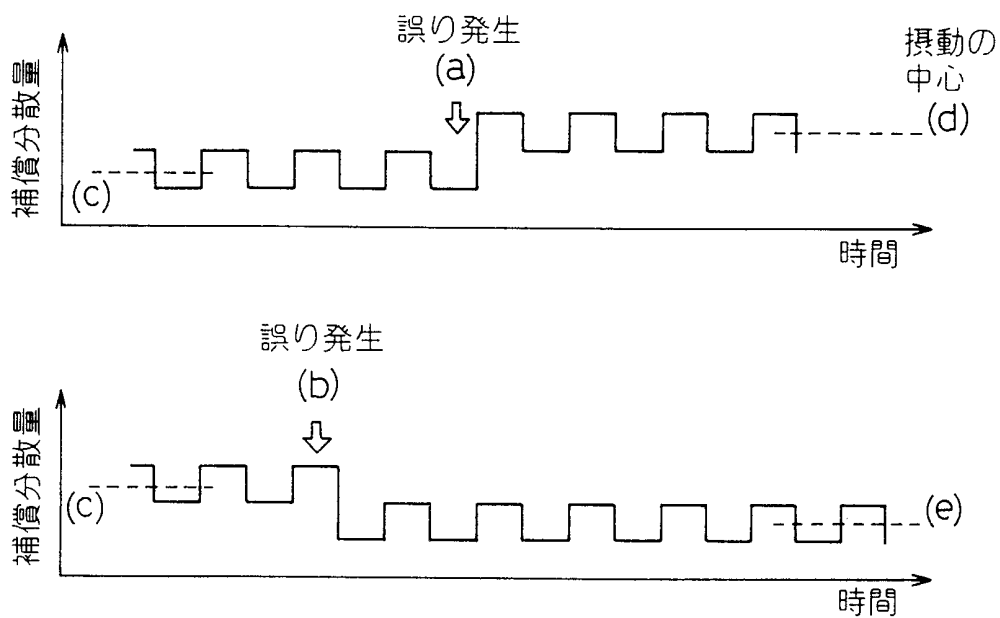 誤り発生
(a)
摂動の
中心
(d)
補償分散量
(c)
時間
誤り発生
(b)
補償分散量
(c)
(e)
時間